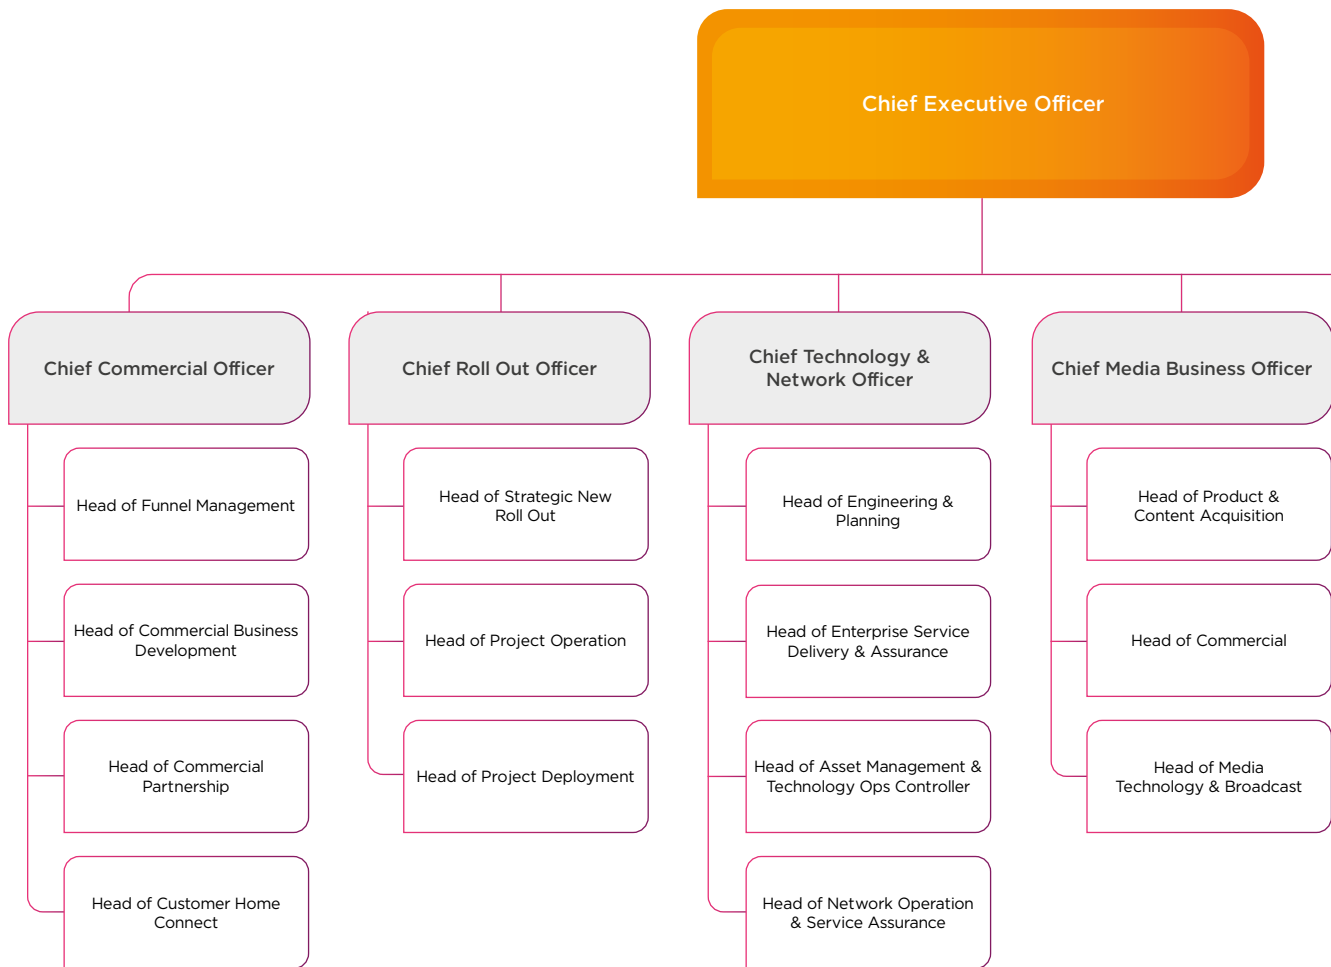 Chief Executive Officer
Chief Commercial Officer
Head of Funnel Management
Head of Commercial Business
Development
Head of Commercial
Partnership
Head of Customer Home
Connect
Chief Roll Out Officer
Head of Strategic New
Roll Out
Head of Project Operation
Head of Project Deployment
Chief Technology &
Network Officer
Head of Engineering &
Planning
Head of Enterprise Service
Delivery & Assurance
Head of Asset Management &
Technology Ops Controller
Head of Network Operation
& Service Assurance
Chief Media Business Officer
Head of Product &
Content Acquisition
Head of Commercial
Head of Media
Technology & Broadcast